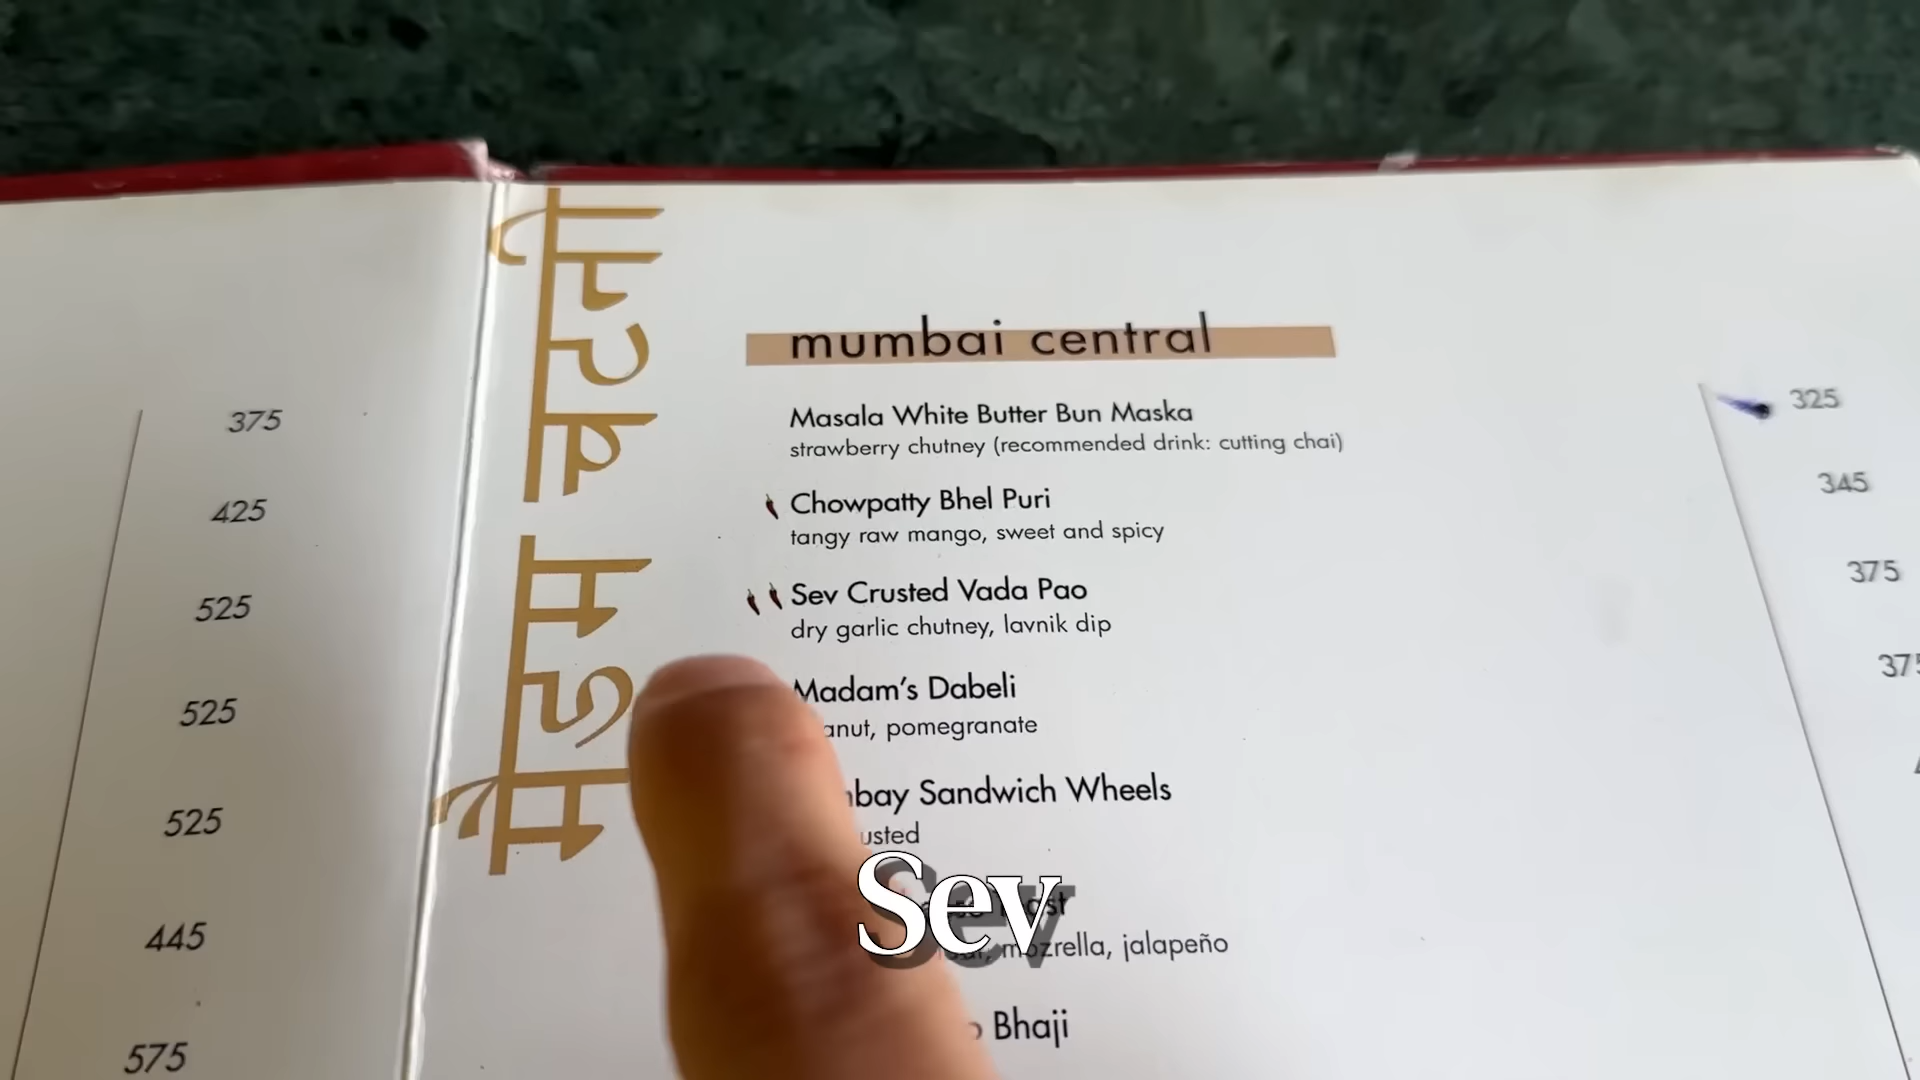 मैडम चटनी
mumbai central
Masala White Butter Bun Maska
strawberry chutney (recommended drink: cutting chai)
325
Chowpatty Bhel Puri
tangy raw mango, sweet and spicy
345
Sev Crusted Vada Pao
dry garlic chutney, lavnik dip
375
Madam's Dabeli
pomegranate
Sandwich Wheels
Sev
jalapeño
Bhaji
375
425
525
525
525
445
575